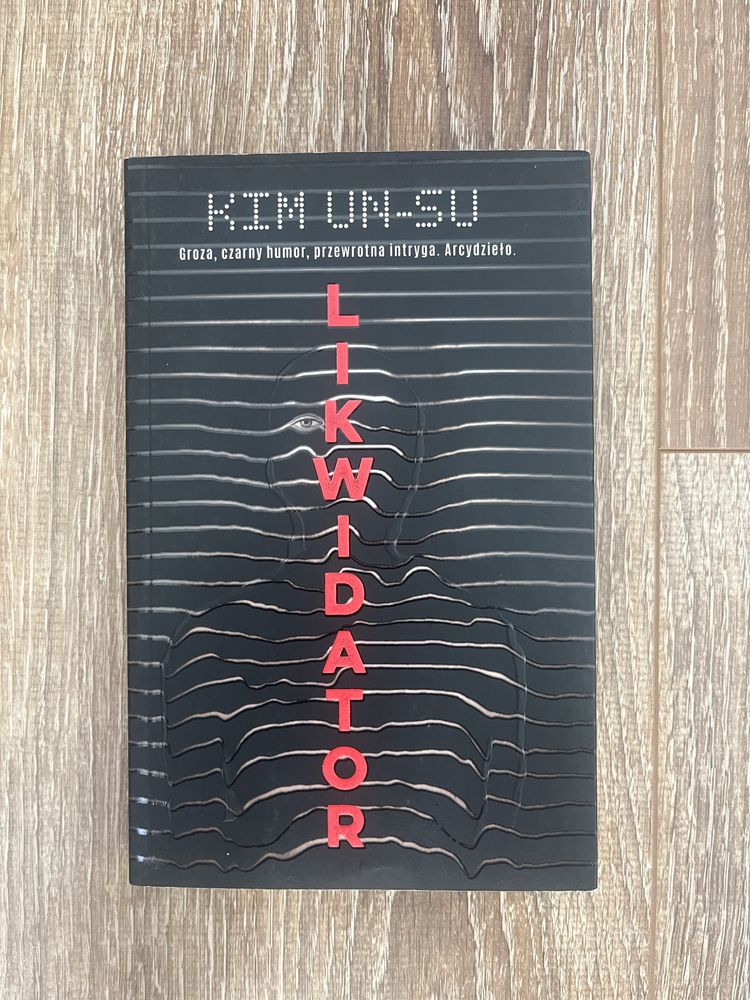 KIM UN-SU
Groza, czarny humor, przewrotna intryga. Arcydzieło.
LIKWIDATOR